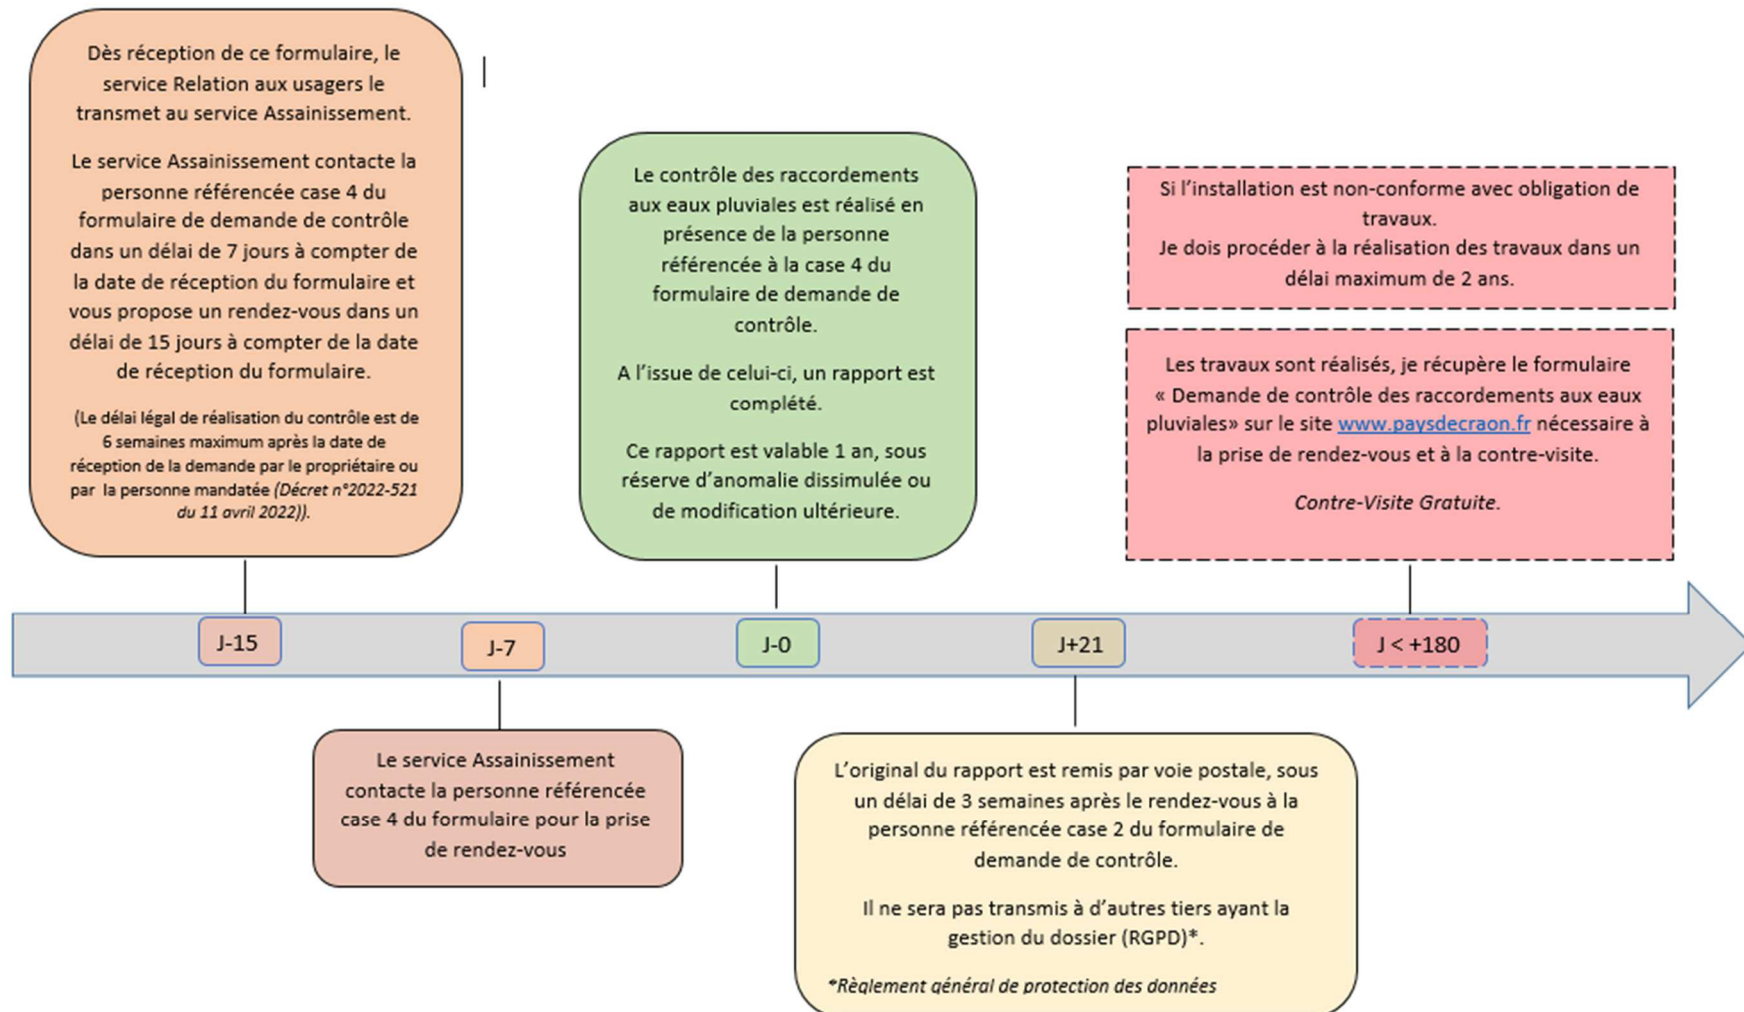 Dès réception de ce formulaire, le
service Relation aux usagers le
transmet au service Assainissement.
Le service Assainissement contacte la
personne référencée case 4 du
formulaire de demande de contrôle
dans un délai de 7 jours à compter de
la date de réception du formulaire et
vous propose un rendez-vous dans un
délai de 15 jours à compter de la date
de réception du formulaire.
(Le délai légal de réalisation du contrôle est de
6 semaines maximum après la date de
réception de la demande par le propriétaire ou
par la personne mandatée (Décret n°2022-521
du 11 avril 2022)).
Le contrôle des raccordements
aux eaux pluviales est réalisé en
présence de la personne
référencée à la case 4 du
formulaire de demande de
contrôle.
A l'issue de celui-ci, un rapport est
complété.
Ce rapport est valable 1 an, sous
réserve d'anomalie dissimulée ou
de modification ultérieure.
Si l'installation est non-conforme avec obligation de
travaux.
Je dois procéder à la réalisation des travaux dans un
délai maximum de 2 ans.
Les travaux sont réalisés, je récupère le formulaire
« Demande de contrôle des raccordements aux eaux
pluviales» sur le site www.paysdecraon.fr nécessaire à
la prise de rendez-vous et à la contre-visite.
Contre-Visite Gratuite.
J-15
J-7
J-0
J+21
J < +180
Le service Assainissement
contacte la personne référencée
case 4 du formulaire pour la prise
de rendez-vous
L'original du rapport est remis par voie postale, sous
un délai de 3 semaines après le rendez-vous à la
personne référencée case 2 du formulaire de
demande de contrôle.
Il ne sera pas transmis à d'autres tiers ayant la
gestion du dossier (RGPD)*.
*Règlement général de protection des données